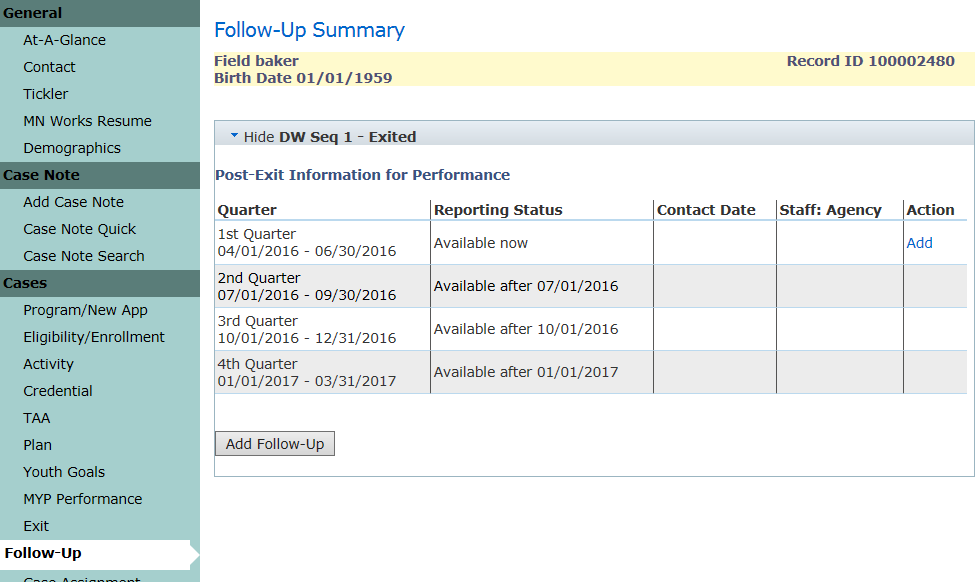 General
At-A-Glance
Contact
Tickler
MN Works Resume
Demographics
Case Note
Add Case Note
Case Note Quick
Case Note Search
Cases
Program/New App
Eligibility/Enrollment
Activity
Credential
TAA
Plan
Youth Goals
MYP Performance
Exit
Follow-Up
Case Assignment
Follow-Up Summary
Field baker Record ID 100002480
Birth Date 01/01/1959
Hide DW Seq 1 - Exited
Post-Exit Information for Performance
Quarter Reporting Status Contact Date Staff: Agency Action
1st Quarter
04/01/2016 - 06/30/2016 Available now Add
2nd Quarter
07/01/2016 - 09/30/2016 Available after 07/01/2016
3rd Quarter
10/01/2016 - 12/31/2016 Available after 10/01/2016
4th Quarter
01/01/2017 - 03/31/2017 Available after 01/01/2017
Add Follow-Up